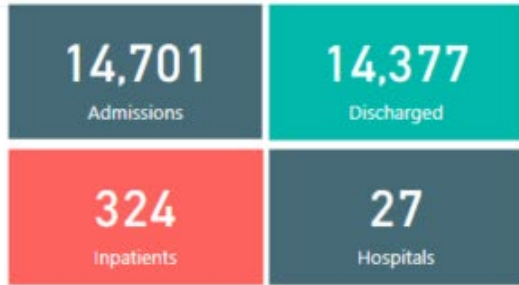 14,701
Admissions
14,377
Discharged
324
Inpatients
27
Hospitals